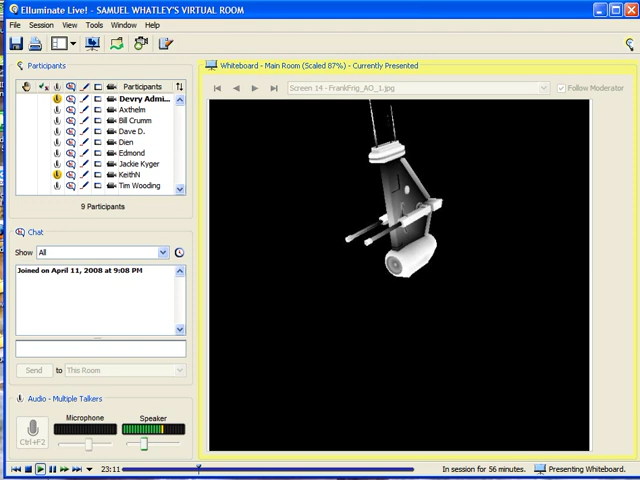 Elluminate Live! - SAMUEL WHATLEY'S VIRTUAL ROOM
File Session View Tools Window Help
Participants
Whiteboard - Main Room (Scaled 87%) - Currently Presented
Screen 14 - FrankFrig_AO_1.jpg
Follow Moderator
Participants
Devry Admi...
Axthelm
Bill Crumm
Dave D.
Dien
Edmond
Jackie Kyger
KeithN
Tim Wooding
9 Participants
Chat
Show All
Joined on April 11, 2008 at 9:08 PM
Send to This Room
Audio - Multiple Talkers
Microphone Speaker
Ctrl+F2
23:11
In session for 56 minutes.
Presenting Whiteboard.